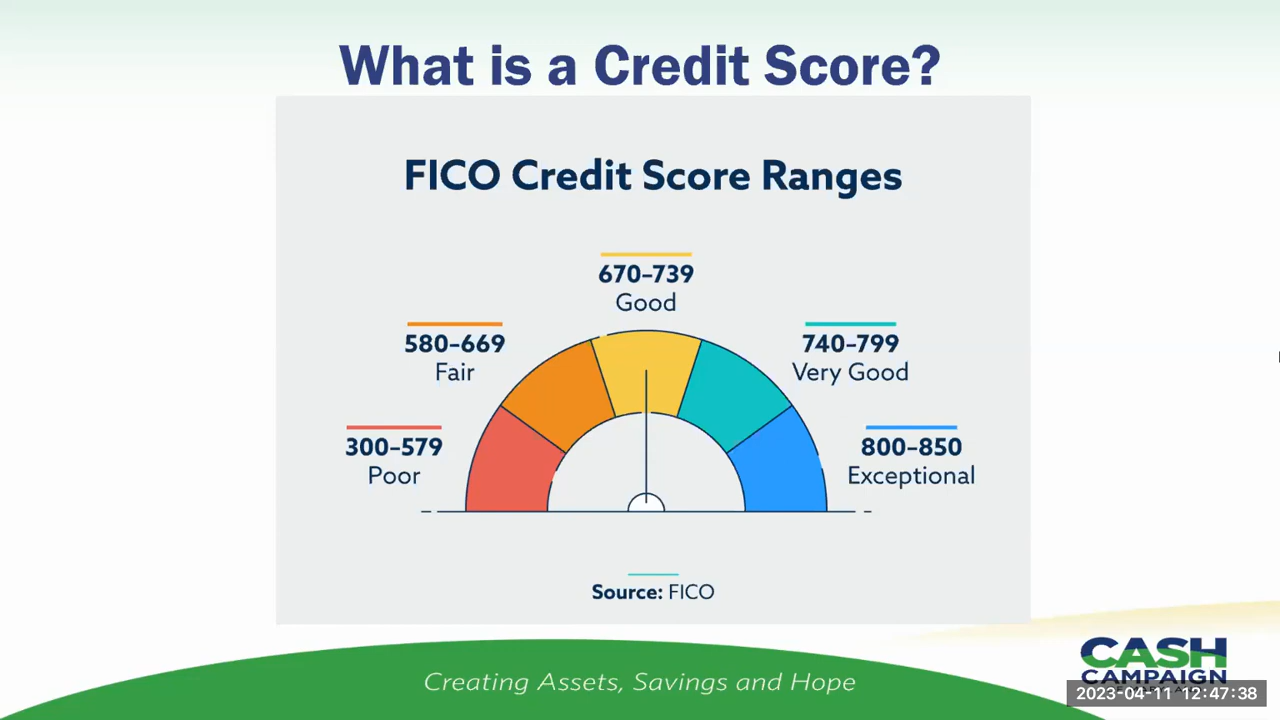 What is a Credit Score?
FICO Credit Score Ranges
670–739
Good
580–669
Fair
740–799
Very Good
300–579
Poor
800–850
Exceptional
Source: FICO
Creating Assets, Savings and Hope
CASH
CAMPAIGN
2023-04-11 12:47:38